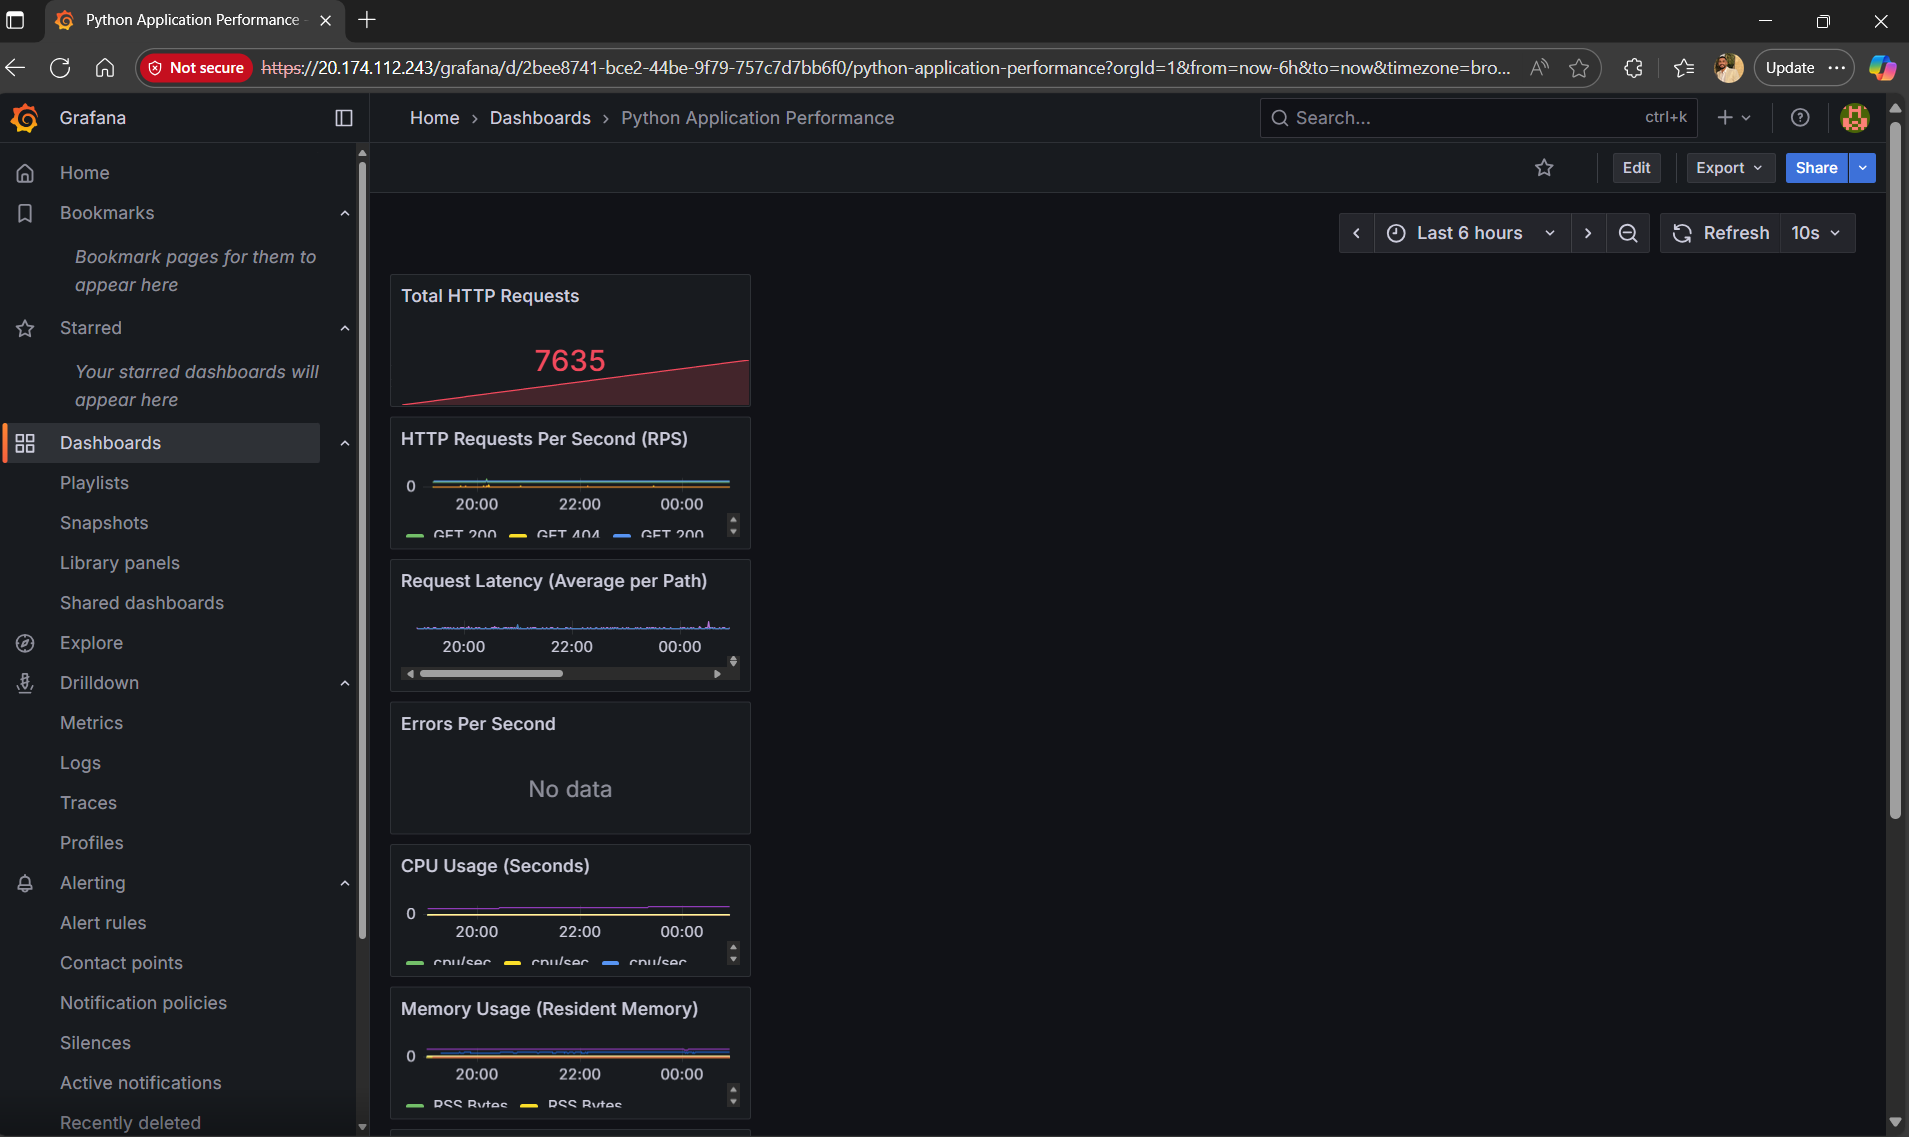 Python Application Performance
Not secure
https://20.174.112.243/grafana/d/2bee8741-bce2-44be-9f79-757c7d7bb6f0/python-application-performance?orgId=1&from=now-6h&to=now&timezone=bro...
Update
Grafana
Home › Dashboards › Python Application Performance
Search...
ctrl+k
Edit
Export
Share
Last 6 hours
Refresh
10s
Home
Bookmarks
Bookmark pages for them to
appear here
Starred
Your starred dashboards will
appear here
Dashboards
Playlists
Snapshots
Library panels
Shared dashboards
Explore
Drilldown
Metrics
Logs
Traces
Profiles
Alerting
Alert rules
Contact points
Notification policies
Silences
Active notifications
Recently deleted
Total HTTP Requests
7635
HTTP Requests Per Second (RPS)
0
20:00 22:00 00:00
GET 200 GET 404 GET 200
Request Latency (Average per Path)
20:00 22:00 00:00
Errors Per Second
No data
CPU Usage (Seconds)
0
20:00 22:00 00:00
cpu/sec cpu/sec cpu/sec
Memory Usage (Resident Memory)
0
20:00 22:00 00:00
RSS Bytes RSS Bytes